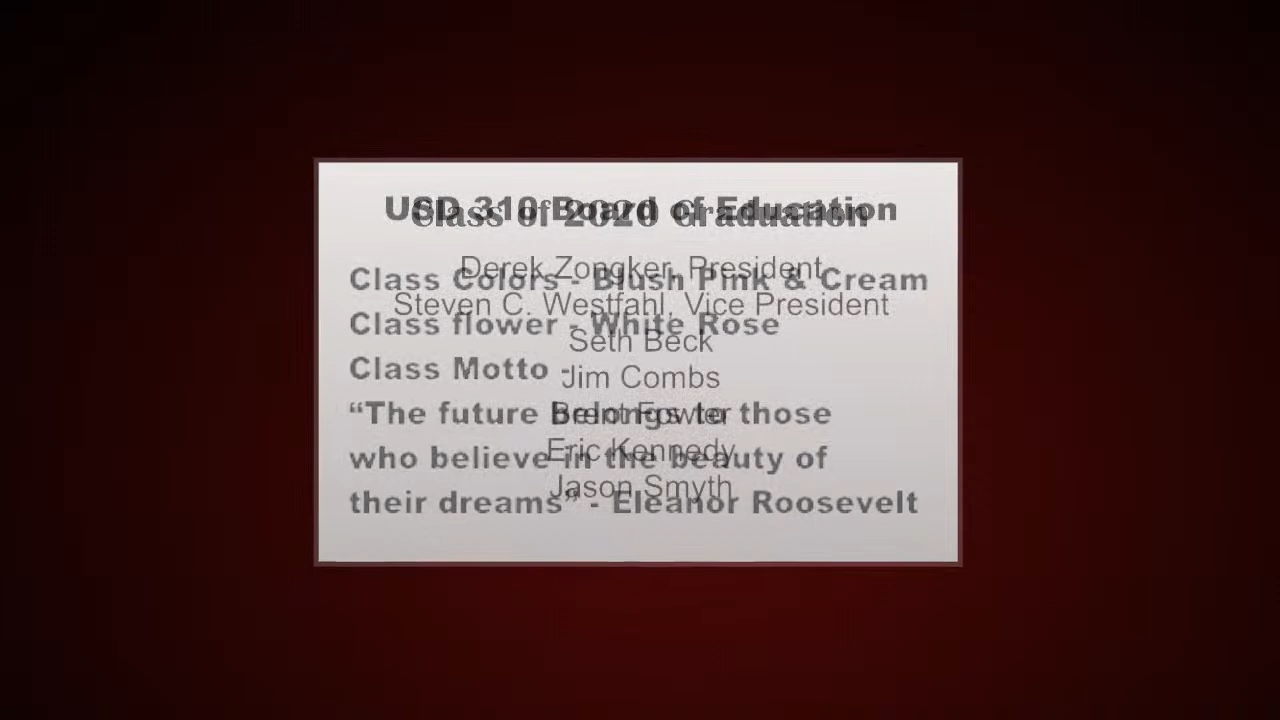 USD 310 Board of Education
Derek Zongker, President
Steven C. Westfahl, Vice President
Seth Beck
Jim Combs
Brent Fowler
Eric Kennedy
Jason Smyth
Class of 2020 Graduation
Class Colors - Blush Pink & Cream
Class flower - White Rose
Class Motto -
“The future belongs to those
who believe in the beauty of
their dreams” - Eleanor Roosevelt